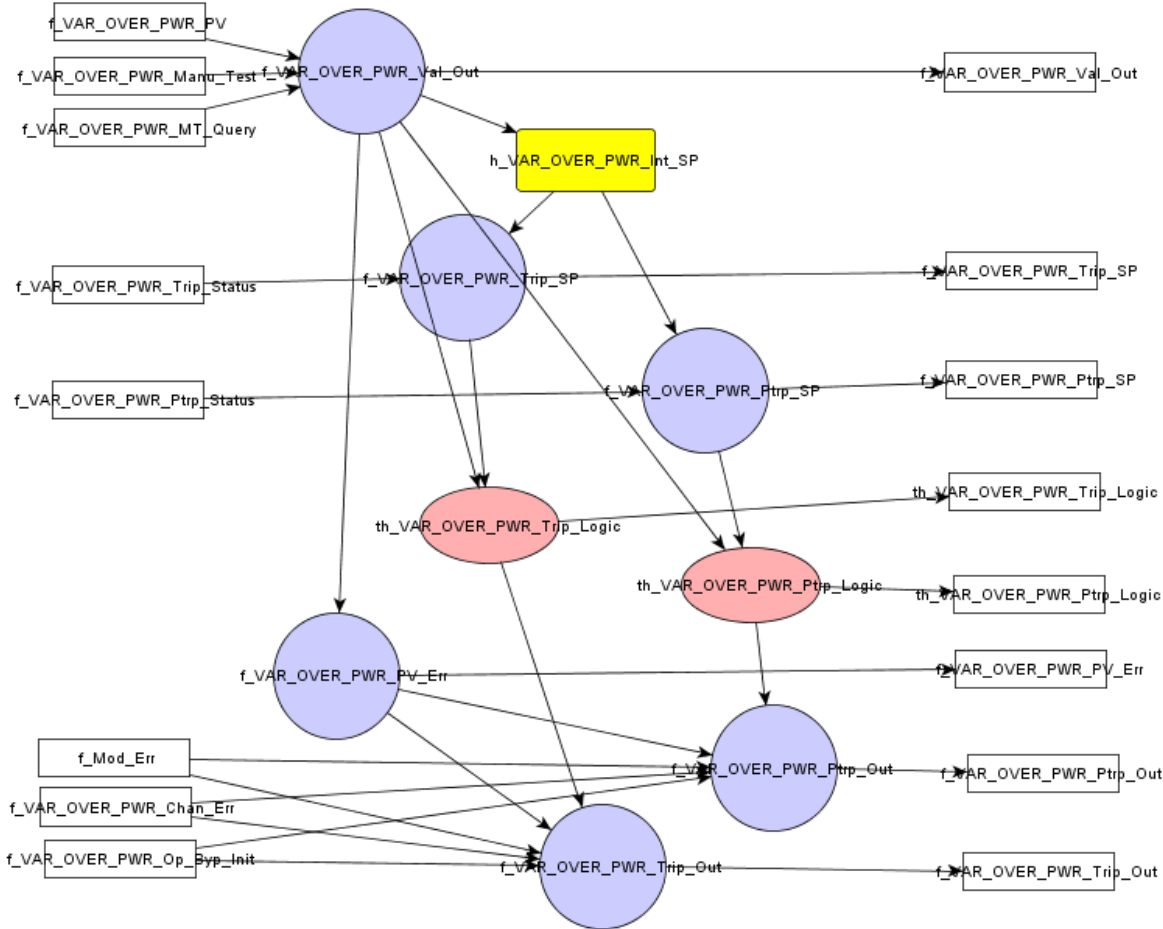 f_VAR_OVER_PWR_PV
f_VAR_OVER_PWR_Manu_Test
f_VAR_OVER_PWR_Val_Out
f_VAR_OVER_PWR_Val_Out
f_VAR_OVER_PWR_MT_Query
h_VAR_OVER_PWR_Int_SP
f_VAR_OVER_PWR_Trip_Status
f_VAR_OVER_PWR_Trip_SP
f_VAR_OVER_PWR_Trip_SP
f_VAR_OVER_PWR_Ptrp_Status
f_VAR_OVER_PWR_Ptrp_SP
f_VAR_OVER_PWR_Ptrp_SP
th_VAR_OVER_PWR_Trip_Logic
th_VAR_OVER_PWR_Trip_Logic
th_VAR_OVER_PWR_Ptrp_Logic
th_VAR_OVER_PWR_Ptrp_Logic
f_VAR_OVER_PWR_PV_Err
f_VAR_OVER_PWR_PV_Err
f_Mod_Err
f_VAR_OVER_PWR_Ptrp_Out
f_VAR_OVER_PWR_Ptrp_Out
f_VAR_OVER_PWR_Chan_Err
f_VAR_OVER_PWR_Op_Byp_Init
f_VAR_OVER_PWR_Trip_Out
f_VAR_OVER_PWR_Trip_Out